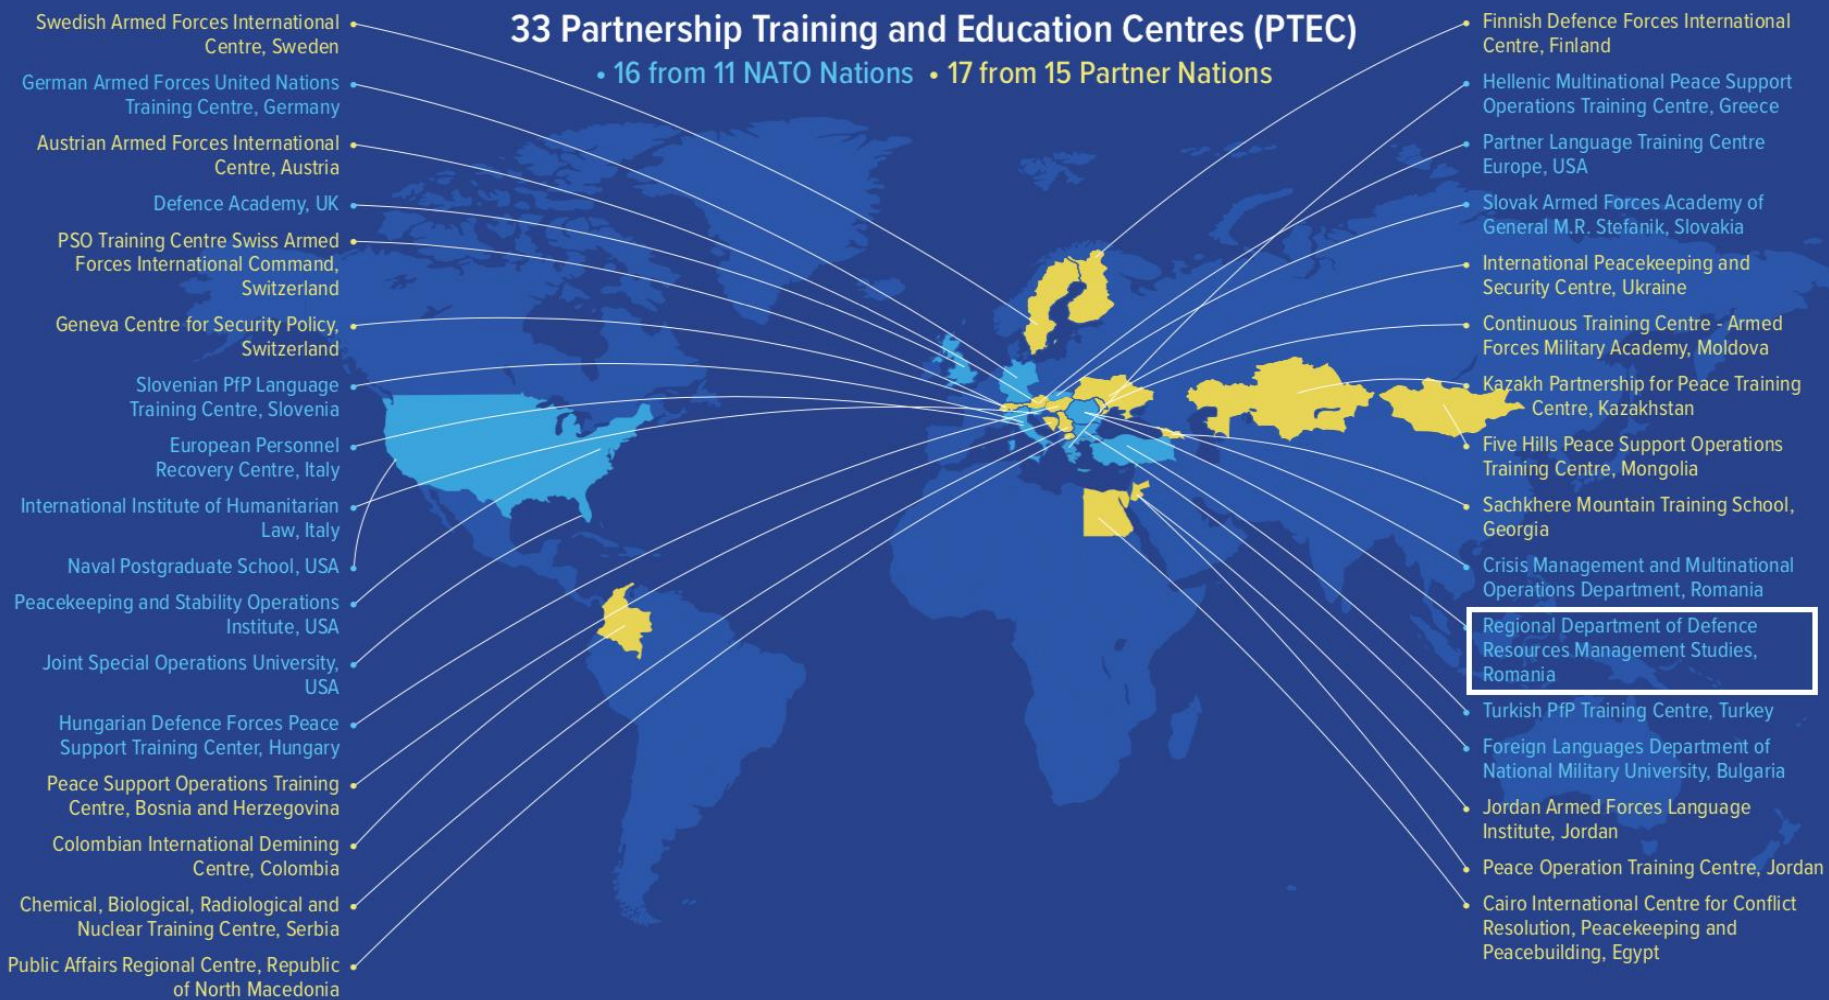 33 Partnership Training and Education Centres (PTEC)
• 16 from 11 NATO Nations • 17 from 15 Partner Nations
Swedish Armed Forces International
Centre, Sweden
German Armed Forces United Nations
Training Centre, Germany
Austrian Armed Forces International
Centre, Austria
Defence Academy, UK
PSO Training Centre Swiss Armed
Forces International Command,
Switzerland
Geneva Centre for Security Policy,
Switzerland
Slovenian PfP Language
Training Centre, Slovenia
European Personnel
Recovery Centre, Italy
International Institute of Humanitarian
Law, Italy
Naval Postgraduate School, USA
Peacekeeping and Stability Operations
Institute, USA
Joint Special Operations University,
USA
Hungarian Defence Forces Peace
Support Training Center, Hungary
Peace Support Operations Training
Centre, Bosnia and Herzegovina
Colombian International Demining
Centre, Colombia
Chemical, Biological, Radiological and
Nuclear Training Centre, Serbia
Public Affairs Regional Centre, Republic
of North Macedonia
Finnish Defence Forces International
Centre, Finland
Hellenic Multinational Peace Support
Operations Training Centre, Greece
Partner Language Training Centre
Europe, USA
Slovak Armed Forces Academy of
General M.R. Stefanik, Slovakia
International Peacekeeping and
Security Centre, Ukraine
Continuous Training Centre - Armed
Forces Military Academy, Moldova
Kazakh Partnership for Peace Training
Centre, Kazakhstan
Five Hills Peace Support Operations
Training Centre, Mongolia
Sachkhere Mountain Training School,
Georgia
Crisis Management and Multinational
Operations Department, Romania
Regional Department of Defence
Resources Management Studies,
Romania
Turkish PfP Training Centre, Turkey
Foreign Languages Department of
National Military University, Bulgaria
Jordan Armed Forces Language
Institute, Jordan
Peace Operation Training Centre, Jordan
Cairo International Centre for Conflict
Resolution, Peacekeeping and
Peacebuilding, Egypt